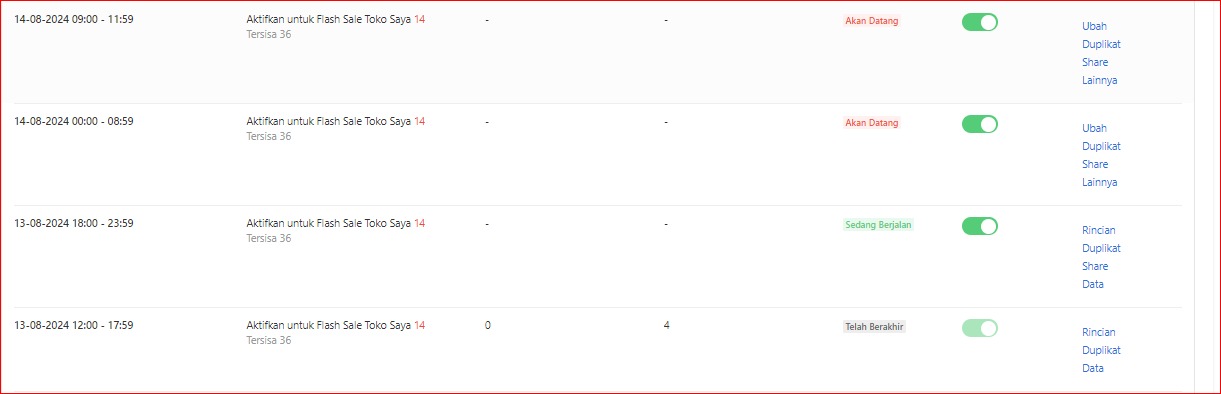 14-08-2024 09:00 - 11:59 Aktifkan untuk Flash Sale Toko Saya 14 - - Akan Datang Ubah
Tersisa 36 Duplikat
Share
Lainnya
14-08-2024 00:00 - 08:59 Aktifkan untuk Flash Sale Toko Saya 14 - - Akan Datang Ubah
Tersisa 36 Duplikat
Share
Lainnya
13-08-2024 18:00 - 23:59 Aktifkan untuk Flash Sale Toko Saya 14 - - Sedang Berjalan Rincian
Tersisa 36 Duplikat
Share
Data
13-08-2024 12:00 - 17:59 Aktifkan untuk Flash Sale Toko Saya 14 0 4 Telah Berakhir Rincian
Tersisa 36 Duplikat
Data